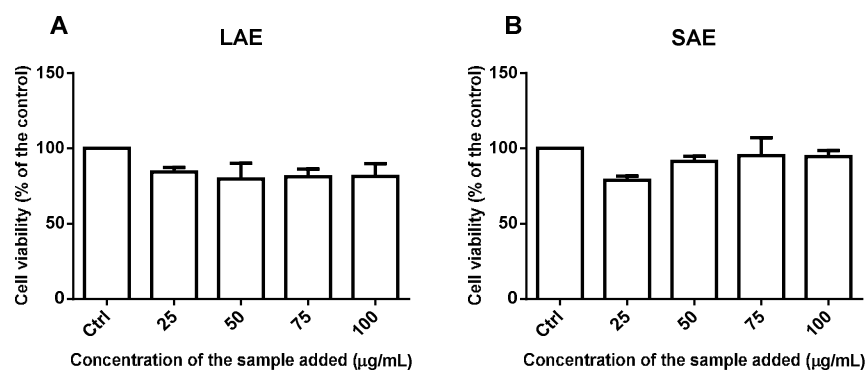 A
LAE
Cell viability (% of the control)
150
100
50
0
Ctrl
25
50
75
100
Concentration of the sample added (µg/mL)
B
SAE
Cell viability (% of the control)
150
100
50
0
Ctrl
25
50
75
100
Concentration of the sample added (µg/mL)